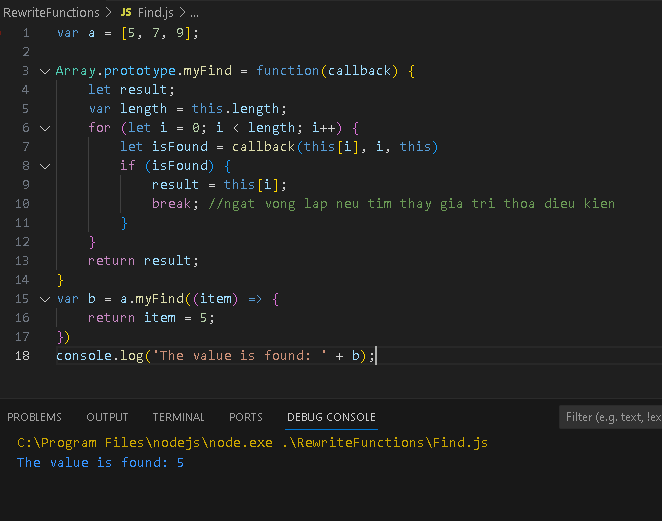 RewriteFunctions > JS Find.js > ...
1 var a = [5, 7, 9];
2
3 Array.prototype.myFind = function(callback) {
4 let result;
5 var length = this.length;
6 for (let i = 0; i < length; i++) {
7 let isFound = callback(this[i], i, this)
8 if (isFound) {
9 result = this[i];
10 break; //ngat vong lap neu tim thay gia tri thoa dieu kien
11 }
12 }
13 return result;
14 }
15 var b = a.myFind((item) => {
16 return item = 5;
17 })
18 console.log('The value is found: ' + b);
PROBLEMS OUTPUT TERMINAL PORTS DEBUG CONSOLE Filter (e.g. text, !ex
C:\Program Files\nodejs\node.exe .\RewriteFunctions\Find.js
The value is found: 5